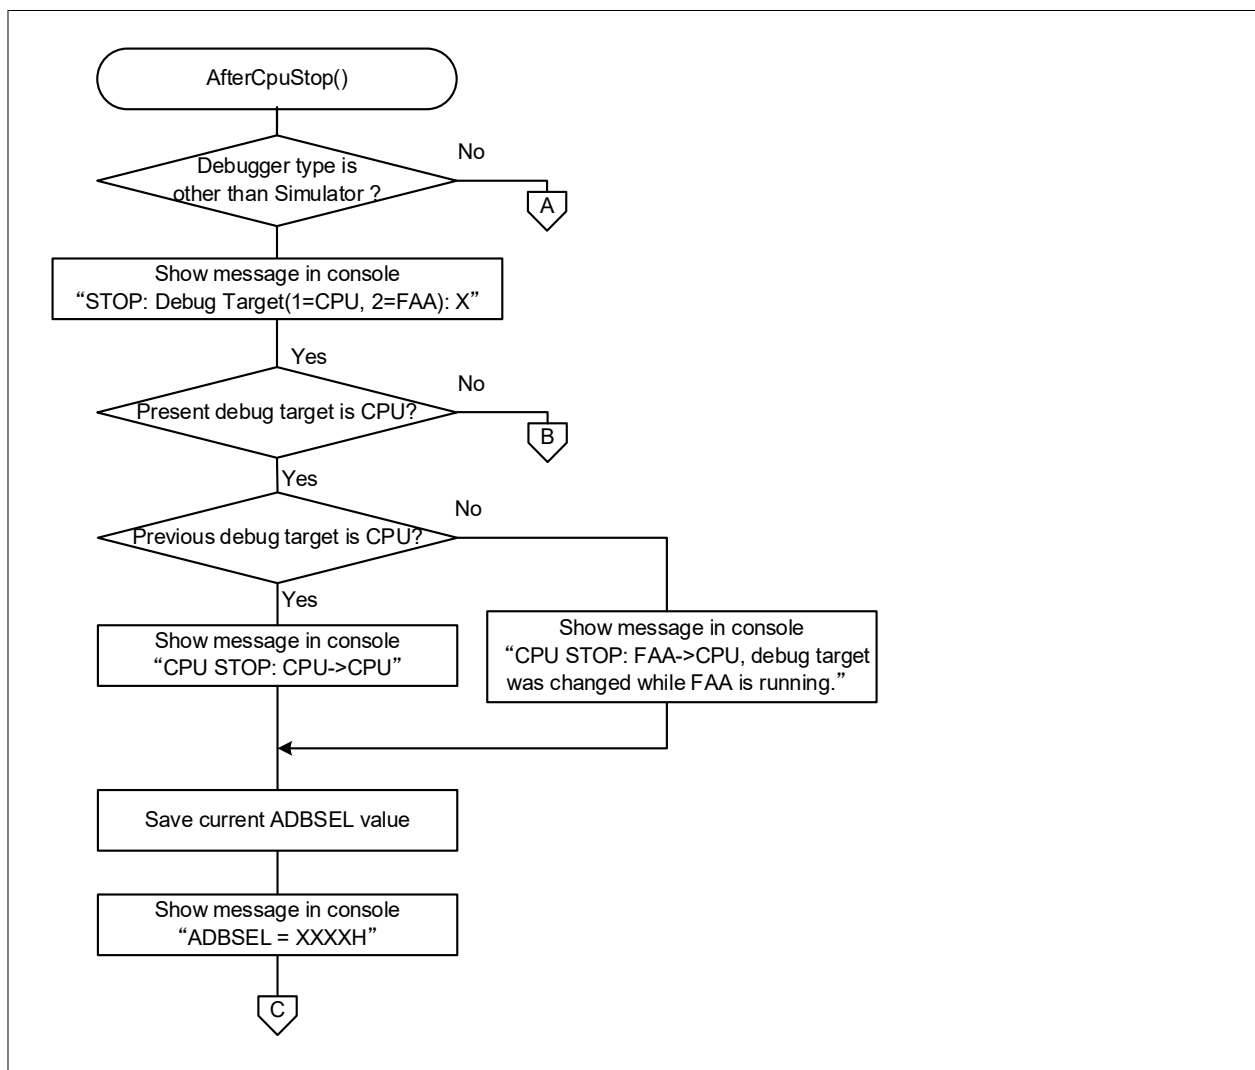 AfterCpuStop()
Debugger type is
other than Simulator ?
No
A
Show message in console
“STOP: Debug Target(1=CPU, 2=FAA): X”
Yes
Present debug target is CPU?
No
B
Yes
Previous debug target is CPU?
No
Yes
Show message in console
“CPU STOP: CPU->CPU”
Show message in console
“CPU STOP: FAA->CPU, debug target
was changed while FAA is running.”
Save current ADBSEL value
Show message in console
“ADBSEL = XXXXH”
C